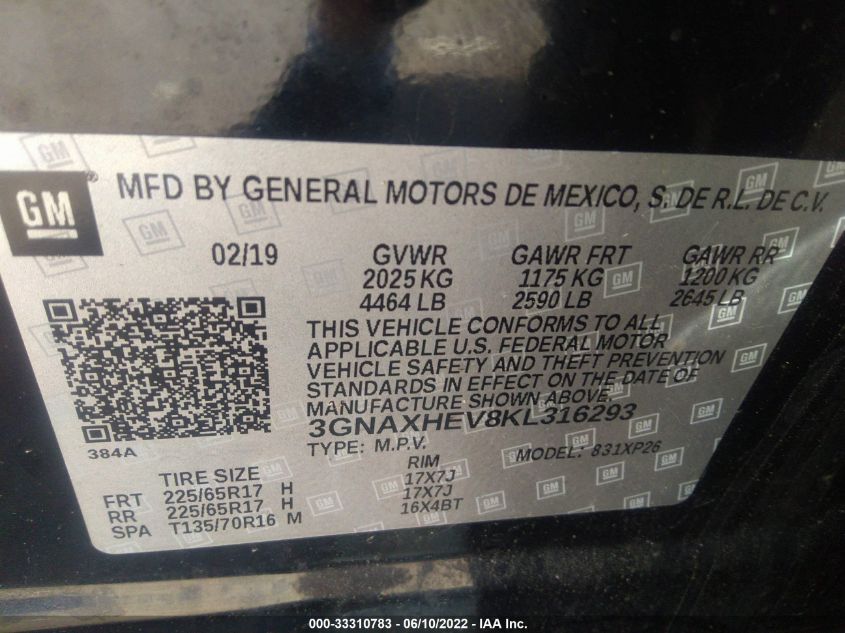 GM
MFD BY GENERAL MOTORS DE MEXICO, S. DE R.L. DE C.V.
02/19 GVWR GAWR FRT GAWR RR
2025 KG 1175 KG 1200 KG
4464 LB 2590 LB 2645 LB
THIS VEHICLE CONFORMS TO ALL
APPLICABLE U.S. FEDERAL MOTOR
VEHICLE SAFETY AND THEFT PREVENTION
STANDARDS IN EFFECT ON THE DATE OF
MANUFACTURE SHOWN ABOVE
3GNAXHEV8KL316293
384A
TYPE: M.P.V. MODEL: 831XP26
TIRE SIZE RIM
FRT 225/65R17 H 17X7J
RR 225/65R17 H 17X7J
SPA T135/70R16 M 16X4BT
000-33310783 - 06/10/2022 - IAA Inc.